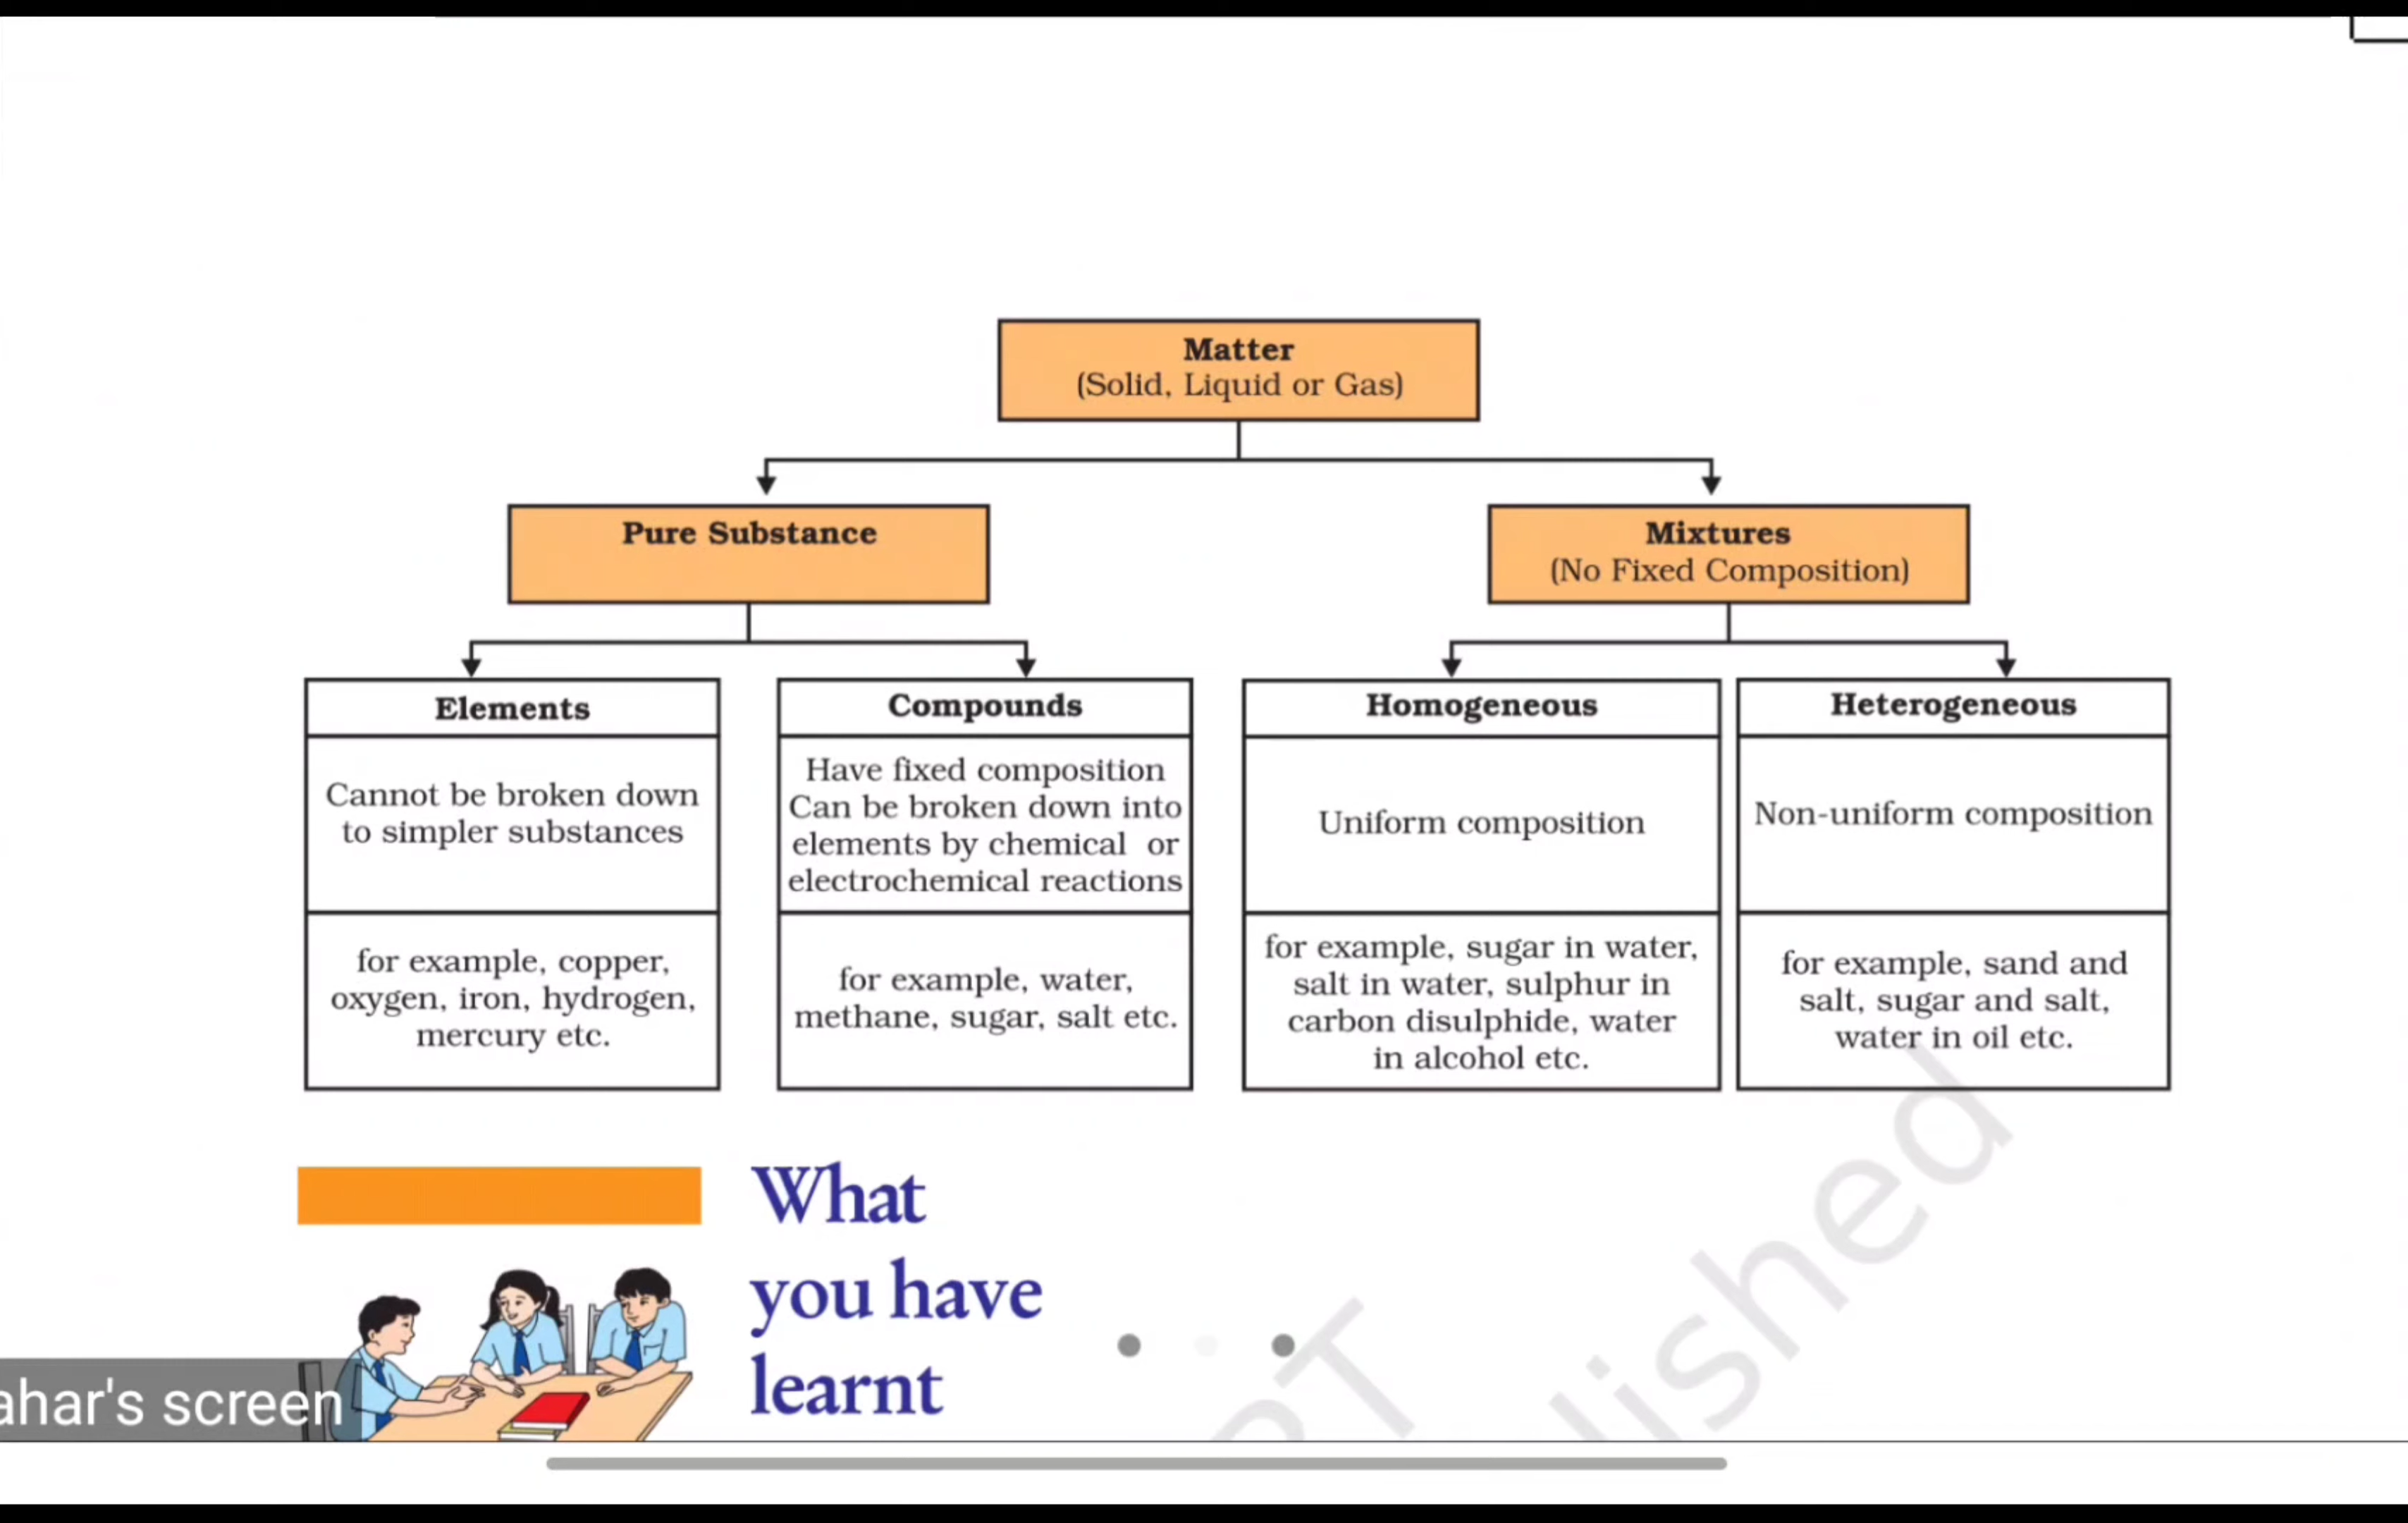 Matter
(Solid, Liquid or Gas)
Pure Substance
Mixtures
(No Fixed Composition)
Elements
Cannot be broken down
to simpler substances
for example, copper,
oxygen, iron, hydrogen,
mercury etc.
Compounds
Have fixed composition
Can be broken down into
elements by chemical or
electrochemical reactions
for example, water,
methane, sugar, salt etc.
Homogeneous
Uniform composition
for example, sugar in water,
salt in water, sulphur in
carbon disulphide, water
in alcohol etc.
Heterogeneous
Non-uniform composition
for example, sand and
salt, sugar and salt,
water in oil etc.
What
you have
learnt
ahar's screen